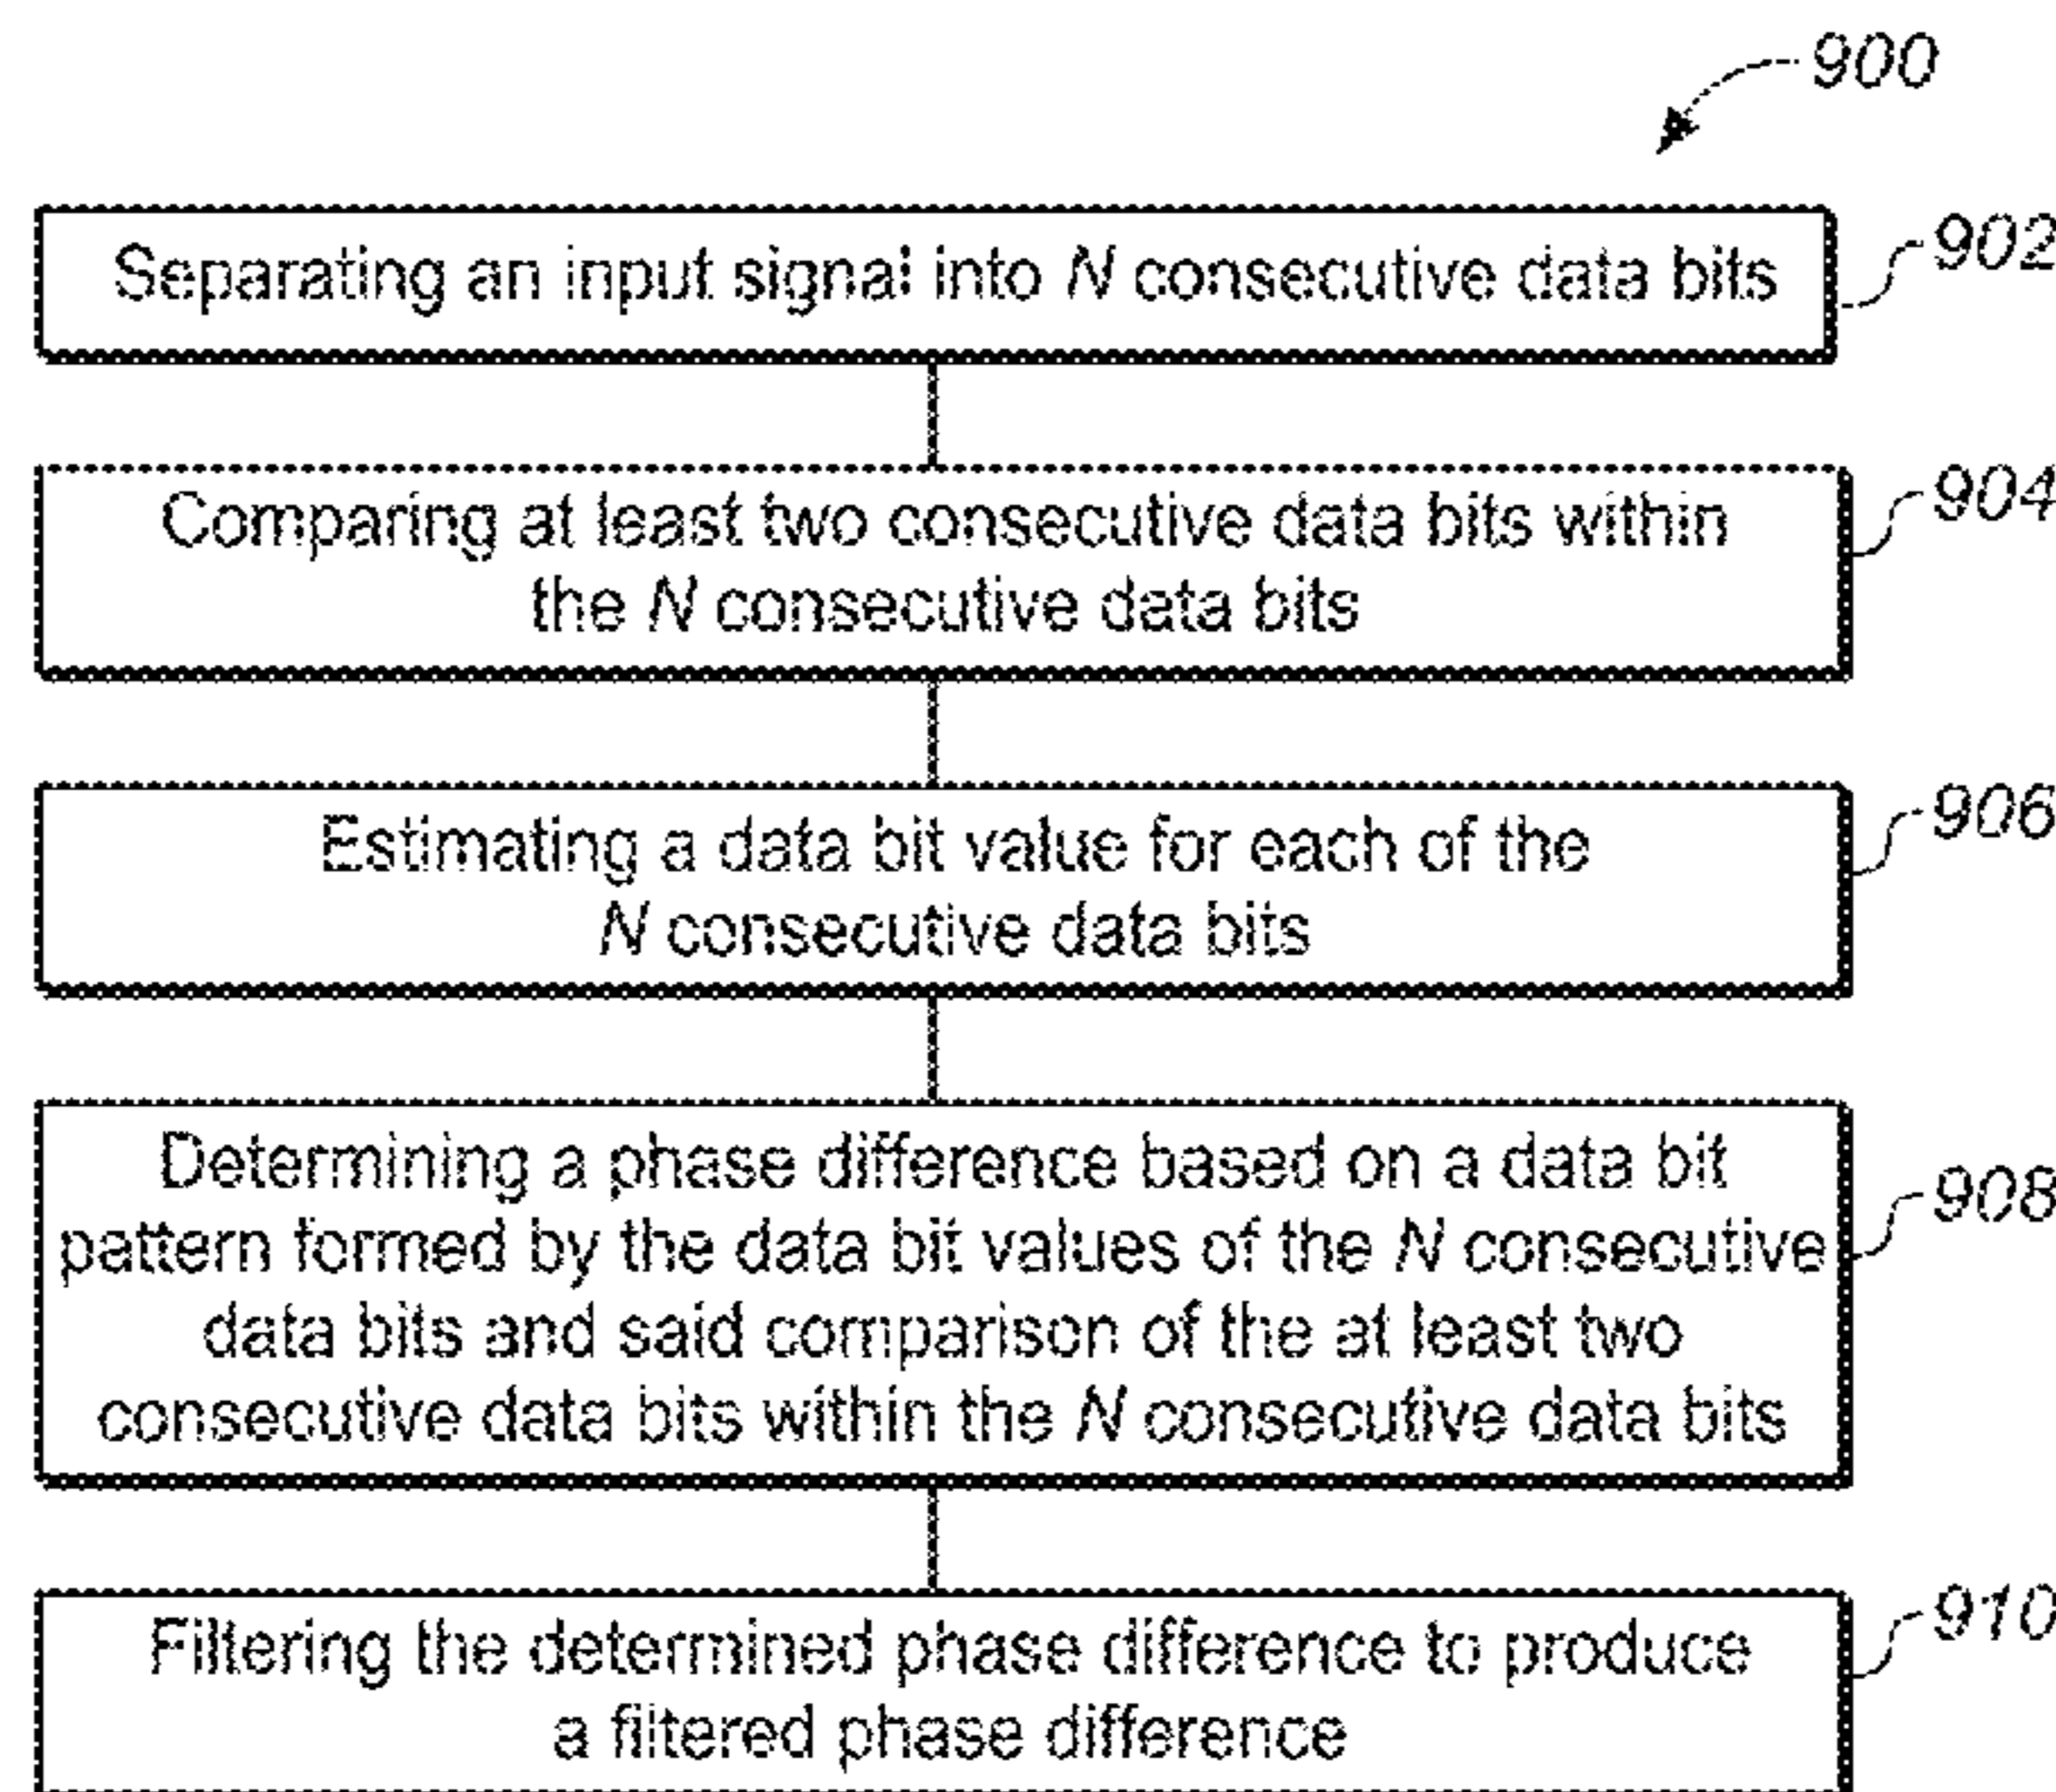 900
Separating an input signal into N consecutive data bits
902
Comparing at least two consecutive data bits within
the N consecutive data bits
904
Estimating a data bit value for each of the
N consecutive data bits
906
Determining a phase difference based on a data bit
pattern formed by the data bit values of the N consecutive
data bits and said comparison of the at least two
consecutive data bits within the N consecutive data bits
908
Filtering the determined phase difference to produce
a filtered phase difference
910